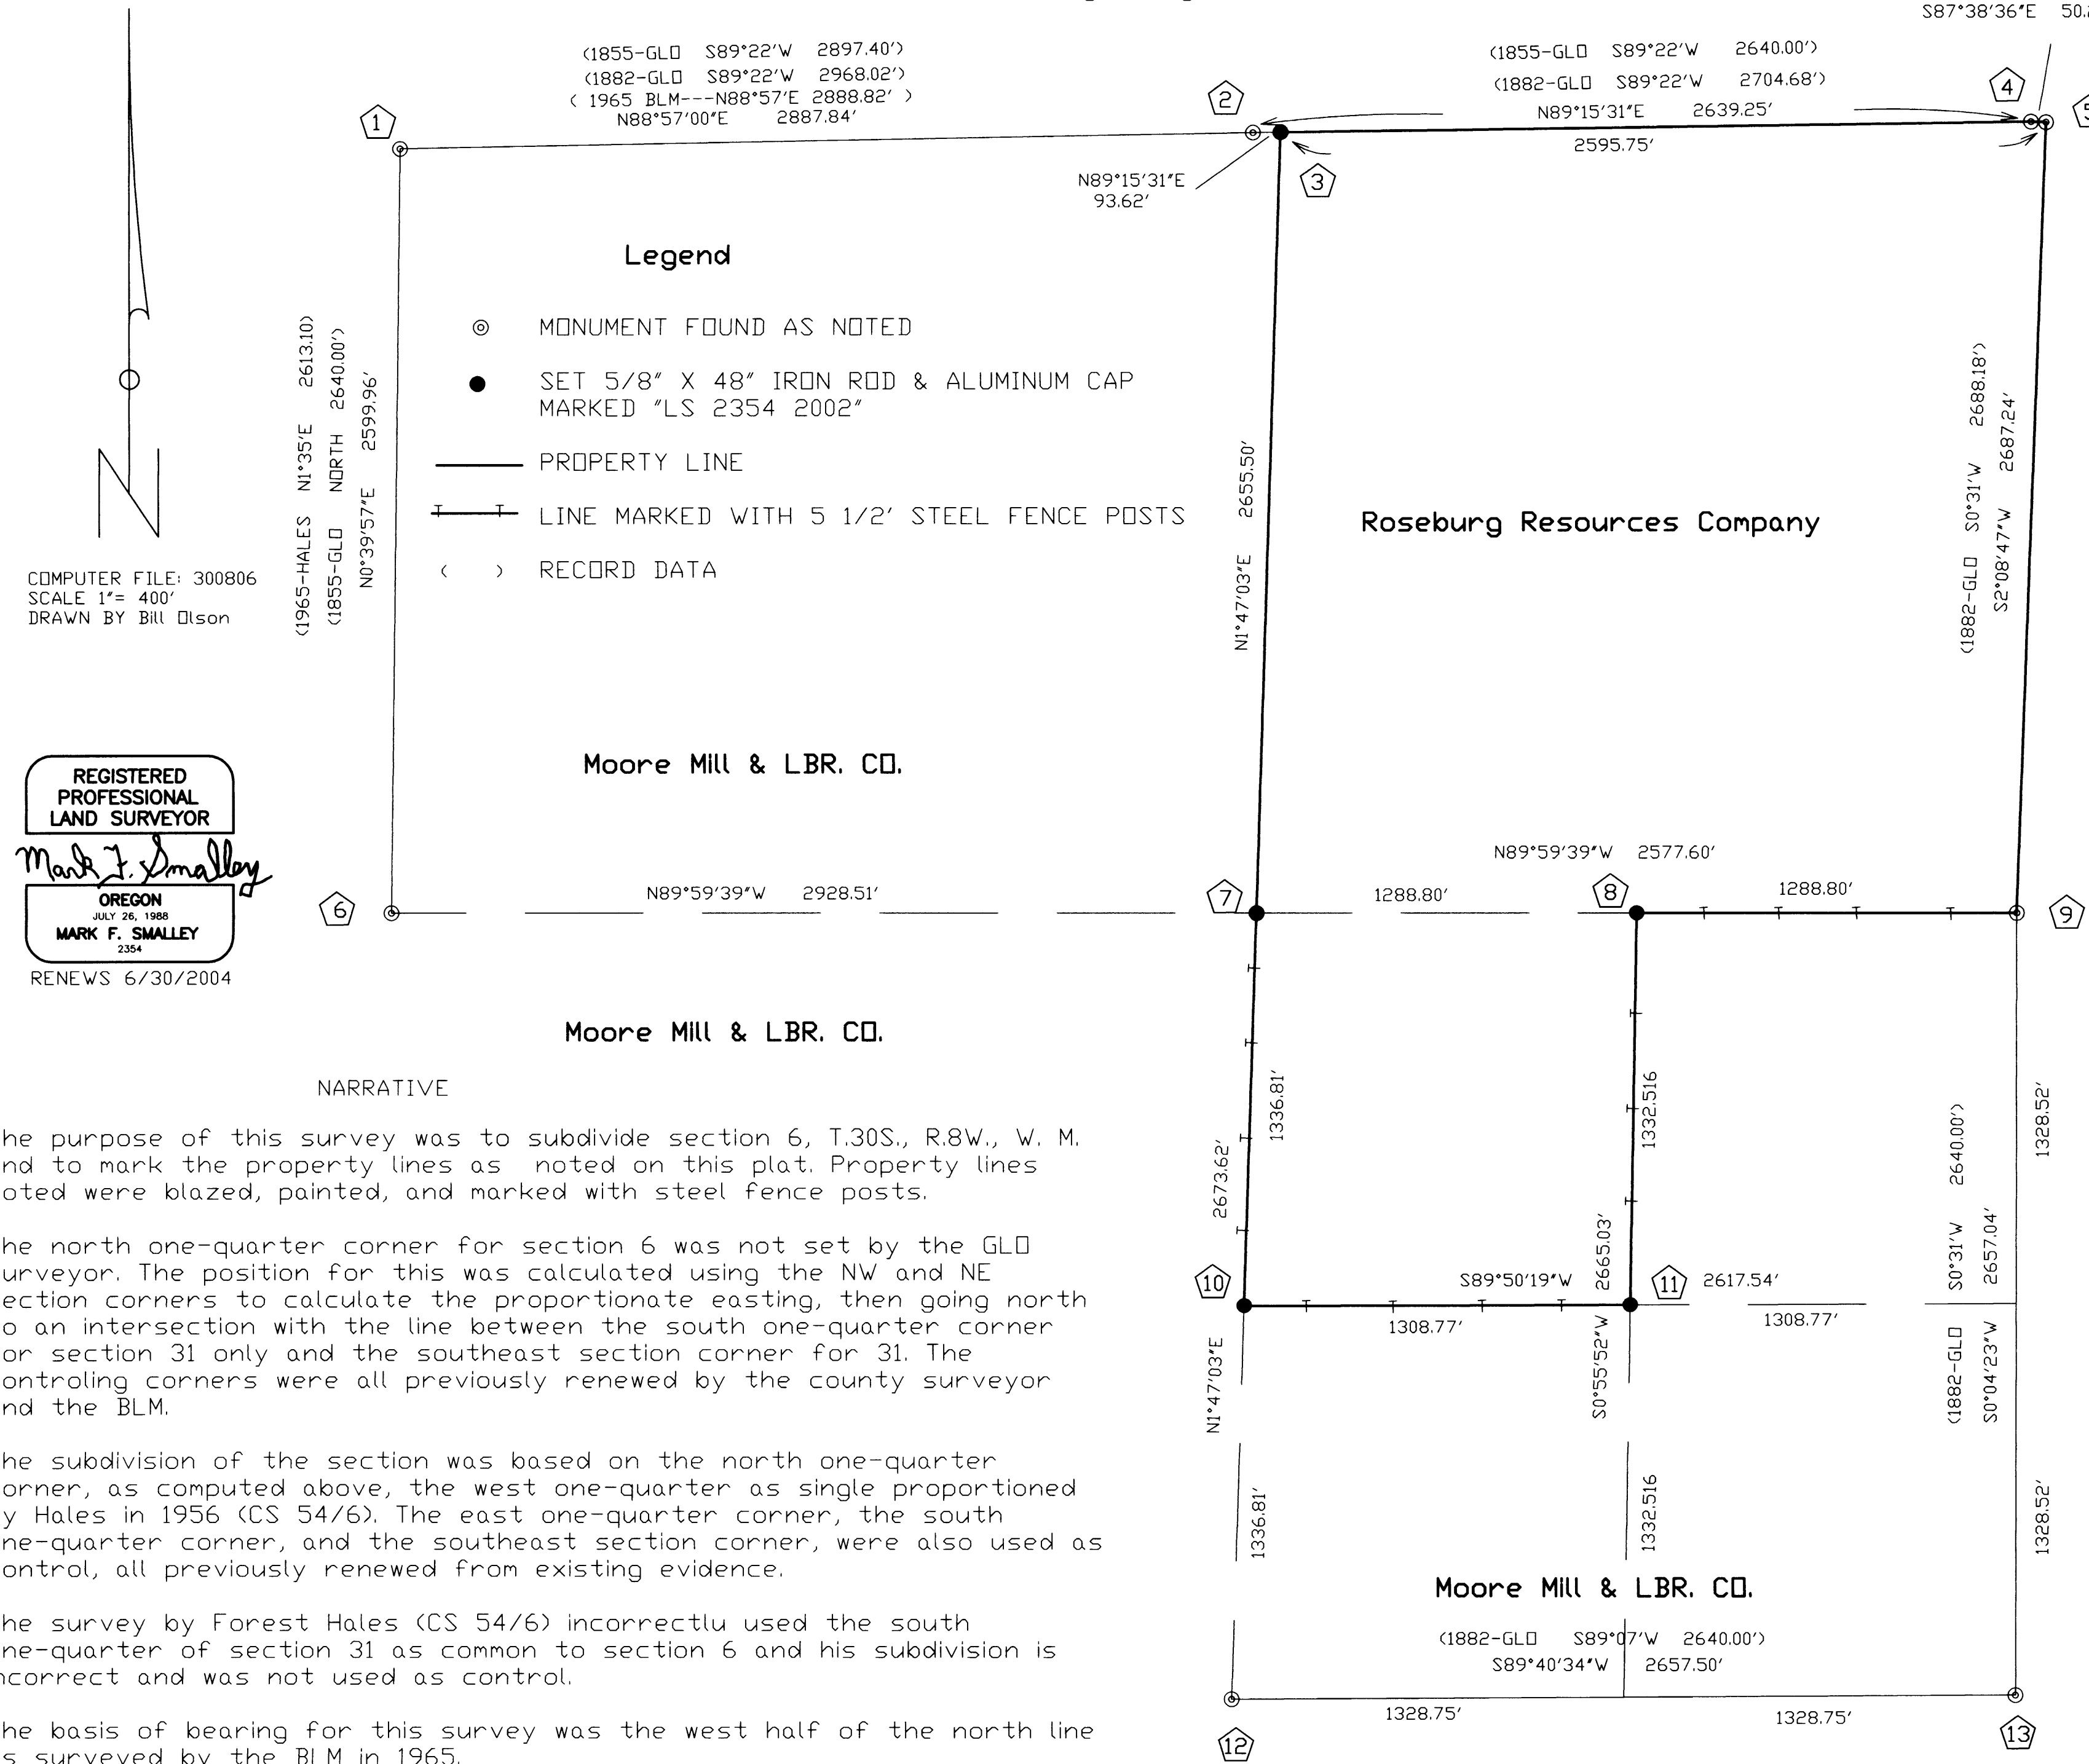 S87°38'36"E 50.
(1855-GLO S89°22'W 2897.40')
(1882-GLO S89°22'W 2968.02')
( 1965 BLM---N88°57'E 2888.82' )
N88°57'00"E 2887.84'
(1855-GLO S89°22'W 2640.00')
(1882-GLO S89°22'W 2704.68')
N89°15'31"E 2639.25'
2595.75'
1
2
3
4
5
N89°15'31"E
93.62'
Legend
MONUMENT FOUND AS NOTED
SET 5/8" X 48" IRON ROD & ALUMINUM CAP
MARKED "LS 2354 2002"
PROPERTY LINE
LINE MARKED WITH 5 1/2' STEEL FENCE POSTS
( ) RECORD DATA
N
COMPUTER FILE: 300806
SCALE 1"= 400'
DRAWN BY Bill Olson
(1965-HALES N1°35'E 2613.10)
(1855-GLO NORTH 2640.00')
N0°39'57"E 2599.96'
N1°47'03"E 2655.50'
Roseburg Resources Company
(1882-GLO S0°31'W 2688.18')
S2°08'47"W 2687.24'
Moore Mill & LBR. CO.
REGISTERED
PROFESSIONAL
LAND SURVEYOR
Mark F. Smalley
OREGON
JULY 26, 1988
MARK F. SMALLEY
2354
RENEWS 6/30/2004
6
N89°59'39"W 2928.51'
7
1288.80'
N89°59'39"W 2577.60'
8
1288.80'
9
Moore Mill & LBR. CO.
NARRATIVE
he purpose of this survey was to subdivide section 6, T.30S., R.8W., W. M.
nd to mark the property lines as noted on this plat. Property lines
oted were blazed, painted, and marked with steel fence posts.
he north one-quarter corner for section 6 was not set by the GLO
urveyor. The position for this was calculated using the NW and NE
ection corners to calculate the proportionate easting, then going north
o an intersection with the line between the south one-quarter corner
or section 31 only and the southeast section corner for 31. The
ontroling corners were all previously renewed by the county surveyor
nd the BLM.
he subdivision of the section was based on the north one-quarter
orner, as computed above, the west one-quarter as single proportioned
y Hales in 1956 (CS 54/6). The east one-quarter corner, the south
ne-quarter corner, and the southeast section corner, were also used as
ontrol, all previously renewed from existing evidence.
he survey by Forest Hales (CS 54/6) incorrectlu used the south
ne-quarter of section 31 as common to section 6 and his subdivision is
ncorrect and was not used as control.
he basis of bearing for this survey was the west half of the north line
s surveyed by the BLM in 1965.
1336.81'
2673.62'
N1°47'03"E
1336.81'
1332.516
2665.03'
S0°55'52"W
1332.516
1328.52'
(1882-GLO S0°31'W 2640.00')
S0°04'23"W 2657.04'
1328.52'
10
S89°50'19"W
11
2617.54'
1308.77'
1308.77'
Moore Mill & LBR. CO.
(1882-GLO S89°07'W 2640.00')
S89°40'34"W 2657.50'
1328.75'
1328.75'
12
13